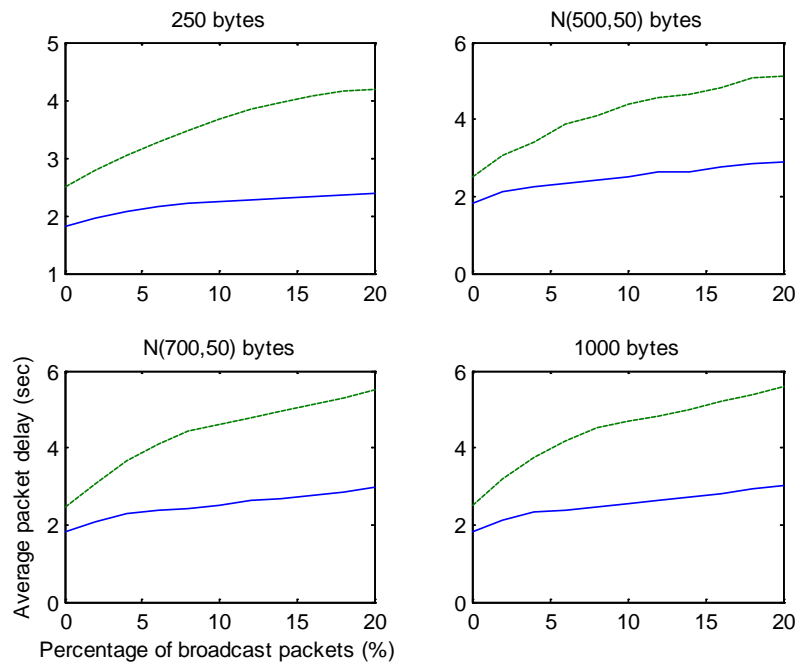 250 bytes
N(500,50) bytes
5
4
3
2
1
0 5 10 15 20
6
4
2
0
0 5 10 15 20
N(700,50) bytes
1000 bytes
Average packet delay (sec)
6
4
2
0
0 5 10 15 20
6
4
2
0
0 5 10 15 20
Percentage of broadcast packets (%)